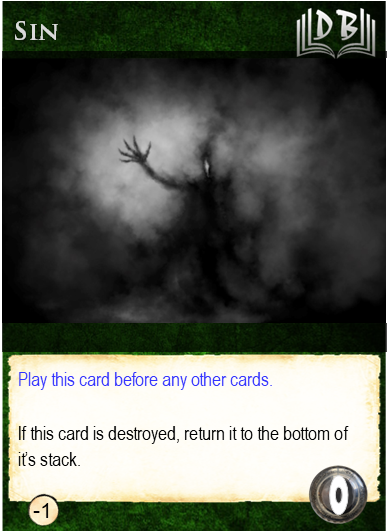 SIN
DB
Play this card before any other cards.
If this card is destroyed, return it to the bottom of
it's stack.
-1
0